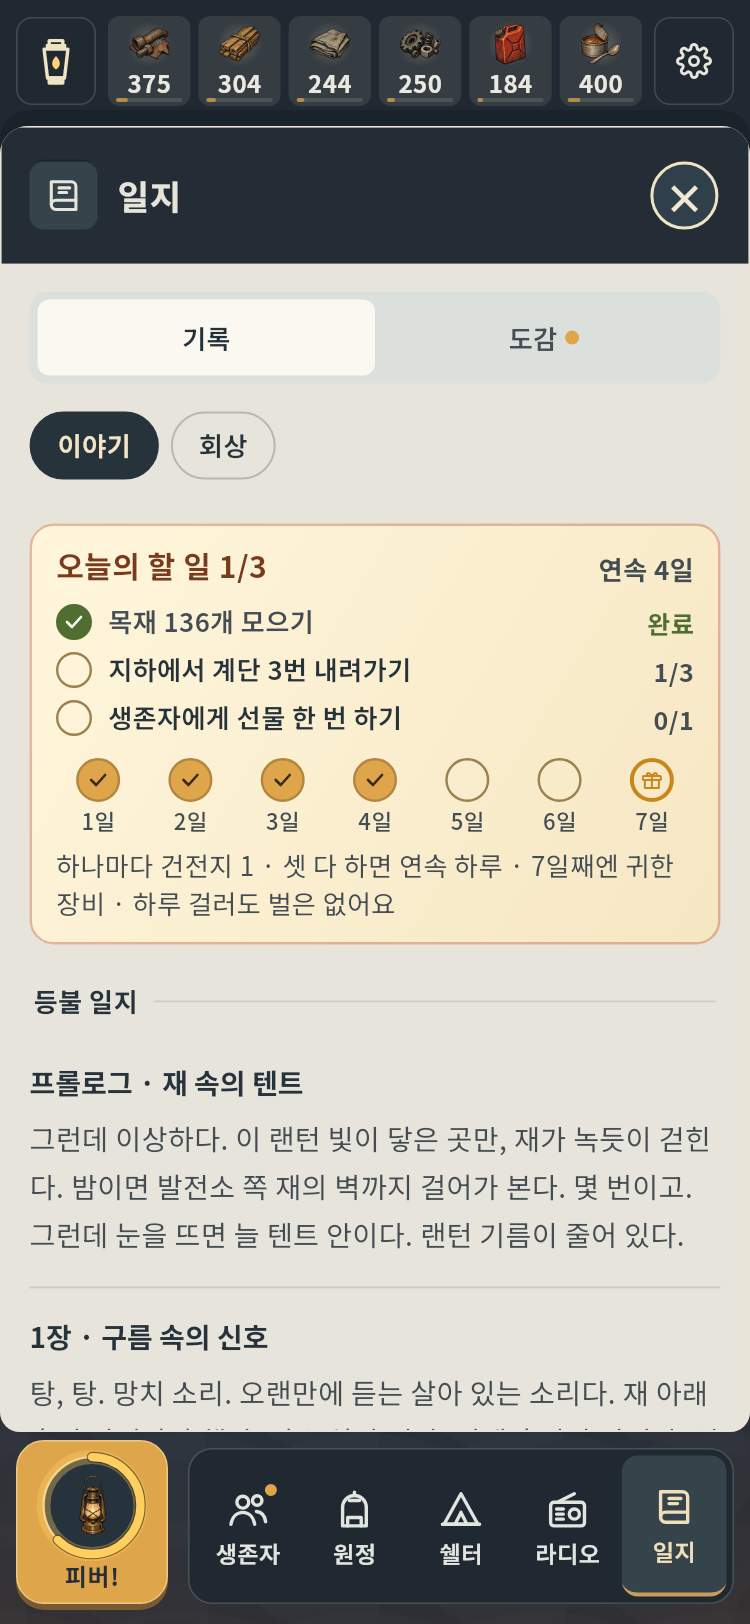 375 304 244 250 184 400
일지
기록 도감
이야기 회상
오늘의 할 일 1/3 연속 4일
목재 136개 모으기 완료
지하에서 계단 3번 내려가기 1/3
생존자에게 선물 한 번 하기 0/1
1일 2일 3일 4일 5일 6일 7일
하나마다 건전지 1 · 셋 다 하면 연속 하루 · 7일째엔 귀한
장비 · 하루 걸러도 벌은 없어요
등불 일지
프롤로그 · 재 속의 텐트
그런데 이상하다. 이 랜턴 빛이 닿은 곳만, 재가 녹듯이 걷힌
다. 밤이면 발전소 쪽 재의 벽까지 걸어가 본다. 몇 번이고.
그런데 눈을 뜨면 늘 텐트 안이다. 랜턴 기름이 줄어 있다.
1장 · 구름 속의 신호
탕, 탕. 망치 소리. 오랜만에 듣는 살아 있는 소리다. 재 아래
피버! 생존자 원정 쉘터 라디오 일지